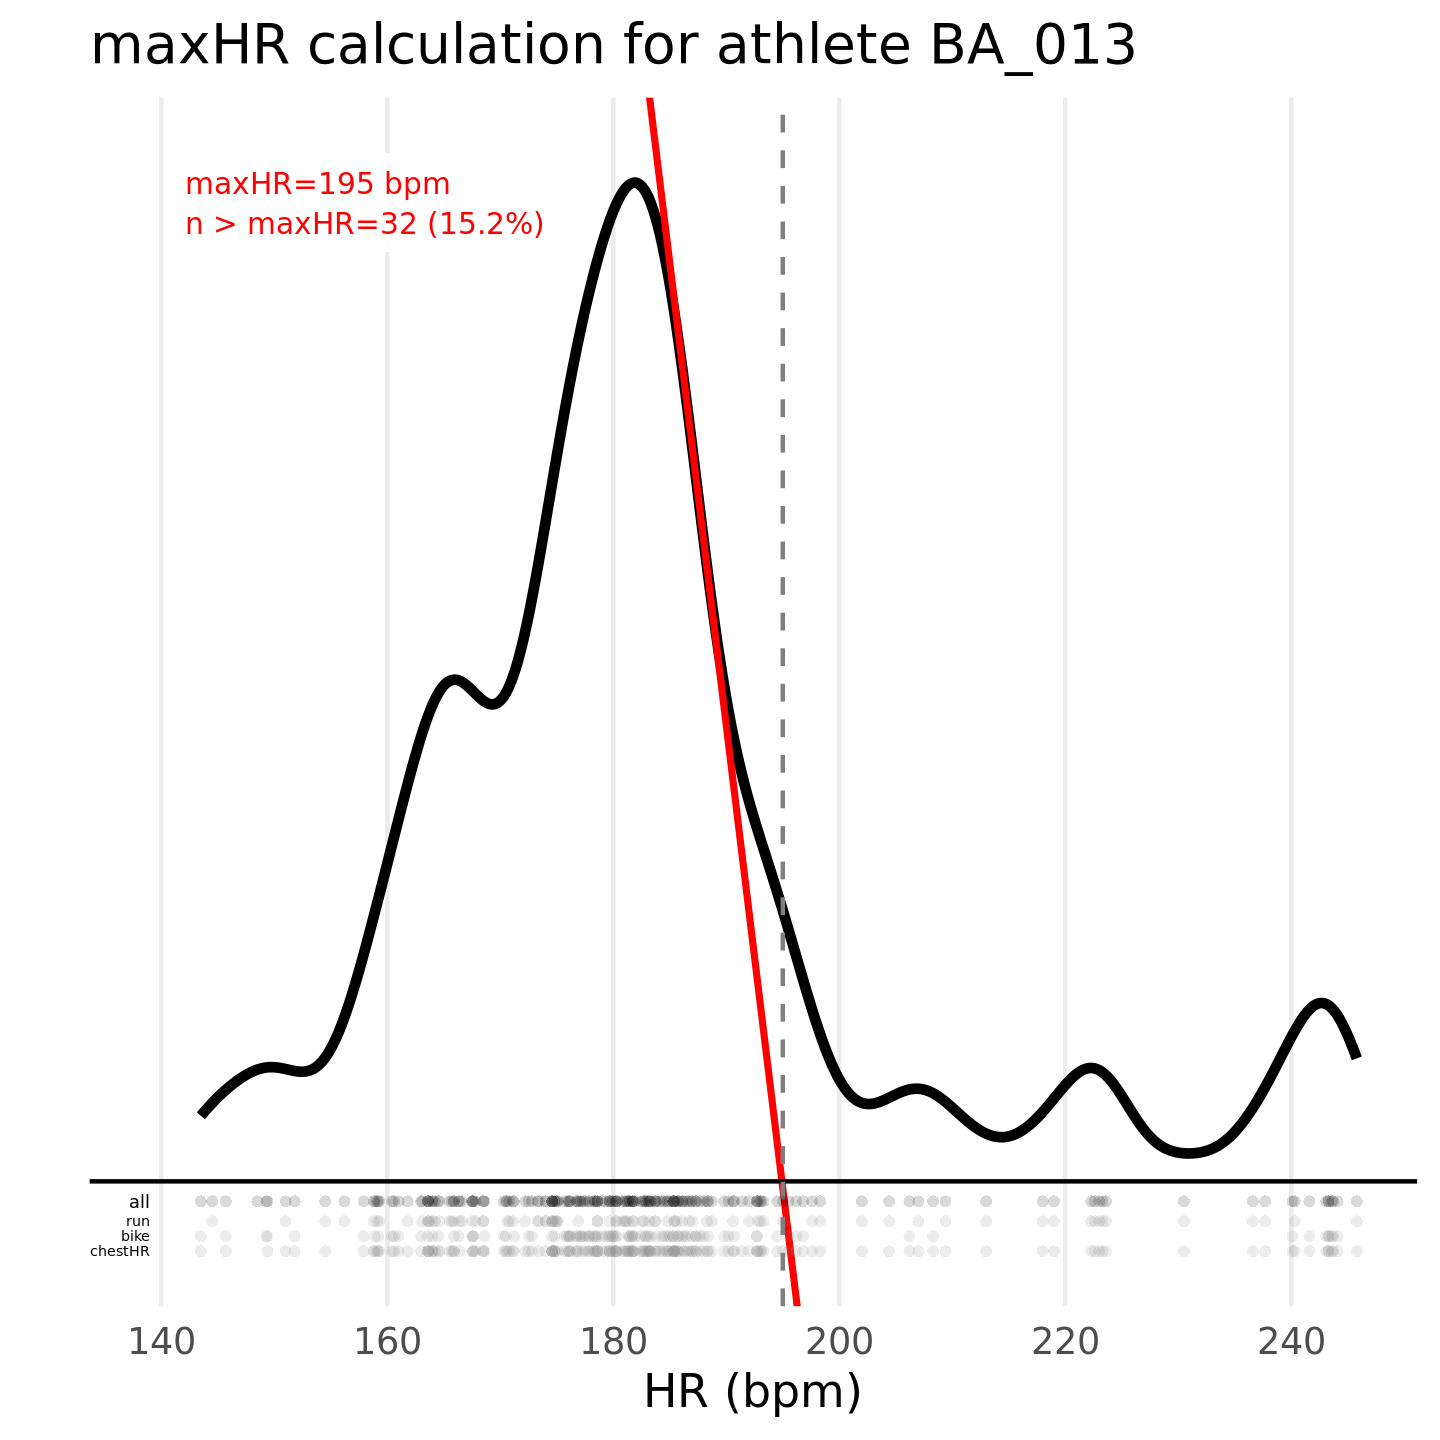 maxHR calculation for athlete BA_013
maxHR=195 bpm
n > maxHR=32 (15.2%)
all
run
bike
chestHR
140 160 180 200 220 240
HR (bpm)